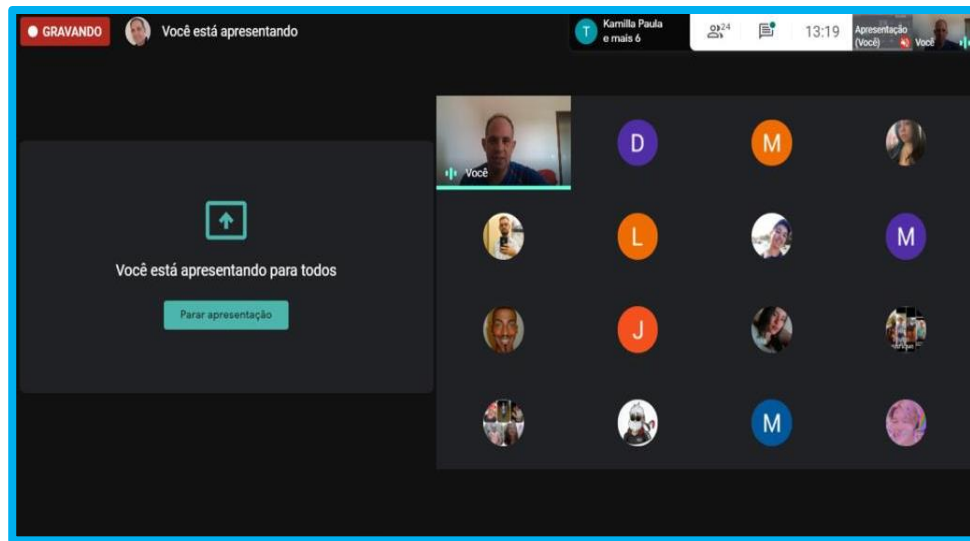 GRAVANDO
Você está apresentando
T
Kamilla Paula
e mais 6
24
13:19
Apresentação
(Você)
Você
Você
D
M
L
M
Você está apresentando para todos
Parar apresentação
J
M